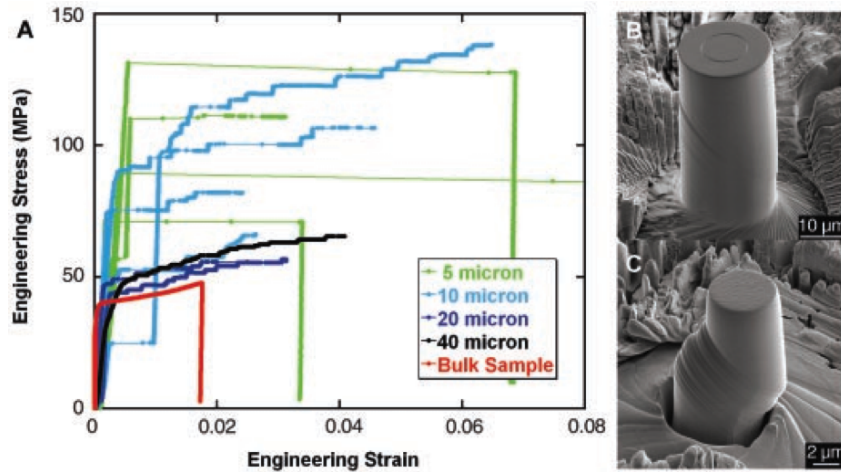 A
Engineering Stress (MPa)
150
100
50
0
0
0.02
0.04
0.06
0.08
Engineering Strain
5 micron
10 micron
20 micron
40 micron
Bulk Sample
B
10 µm
C
2 µm